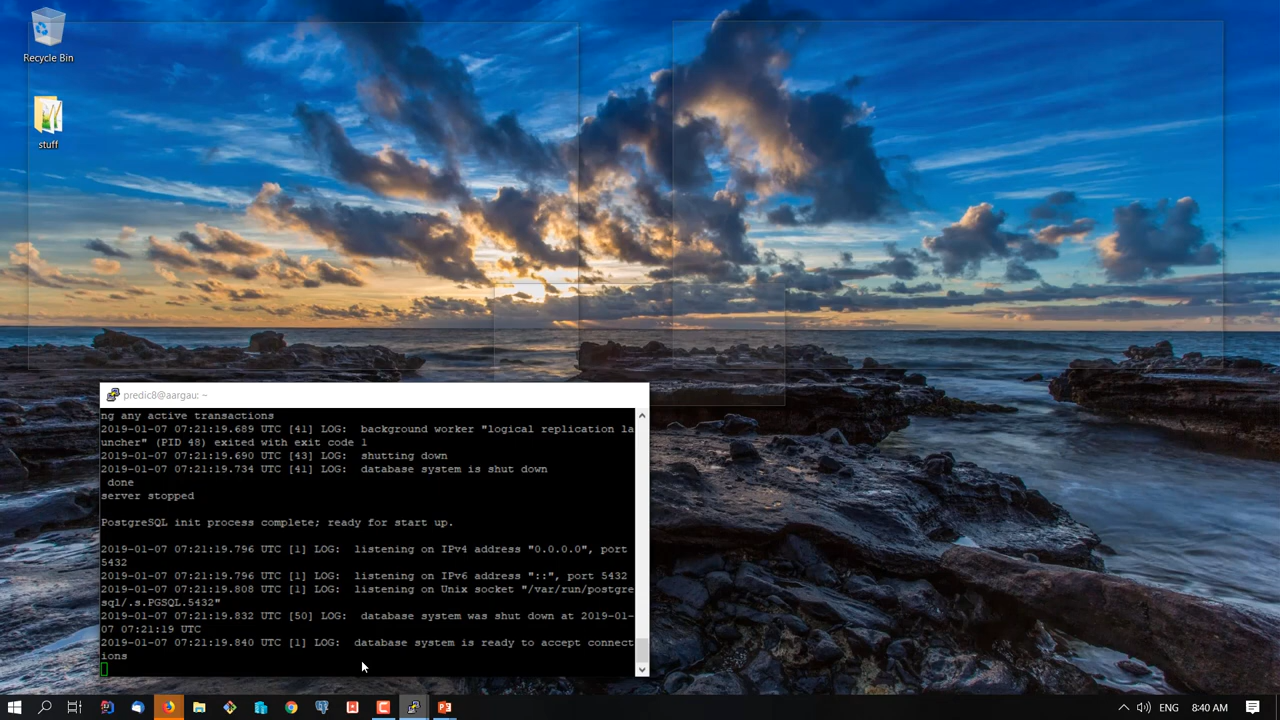 Recycle Bin
stuff
predic8@aargau: ~
ng any active transactions
2019-01-07 07:21:19.689 UTC [41] LOG:  background worker "logical replication la
uncher" (PID 48) exited with exit code 1
2019-01-07 07:21:19.690 UTC [43] LOG:  shutting down
2019-01-07 07:21:19.734 UTC [41] LOG:  database system is shut down
 done
server stopped
PostgreSQL init process complete; ready for start up.
2019-01-07 07:21:19.796 UTC [1] LOG:  listening on IPv4 address "0.0.0.0", port
5432
2019-01-07 07:21:19.796 UTC [1] LOG:  listening on IPv6 address "::", port 5432
2019-01-07 07:21:19.808 UTC [1] LOG:  listening on Unix socket "/var/run/postgre
sql/.s.PGSQL.5432"
2019-01-07 07:21:19.832 UTC [50] LOG:  database system was shut down at 2019-01-
07 07:21:19 UTC
2019-01-07 07:21:19.840 UTC [1] LOG:  database system is ready to accept connect
ions
ENG
8:40 AM